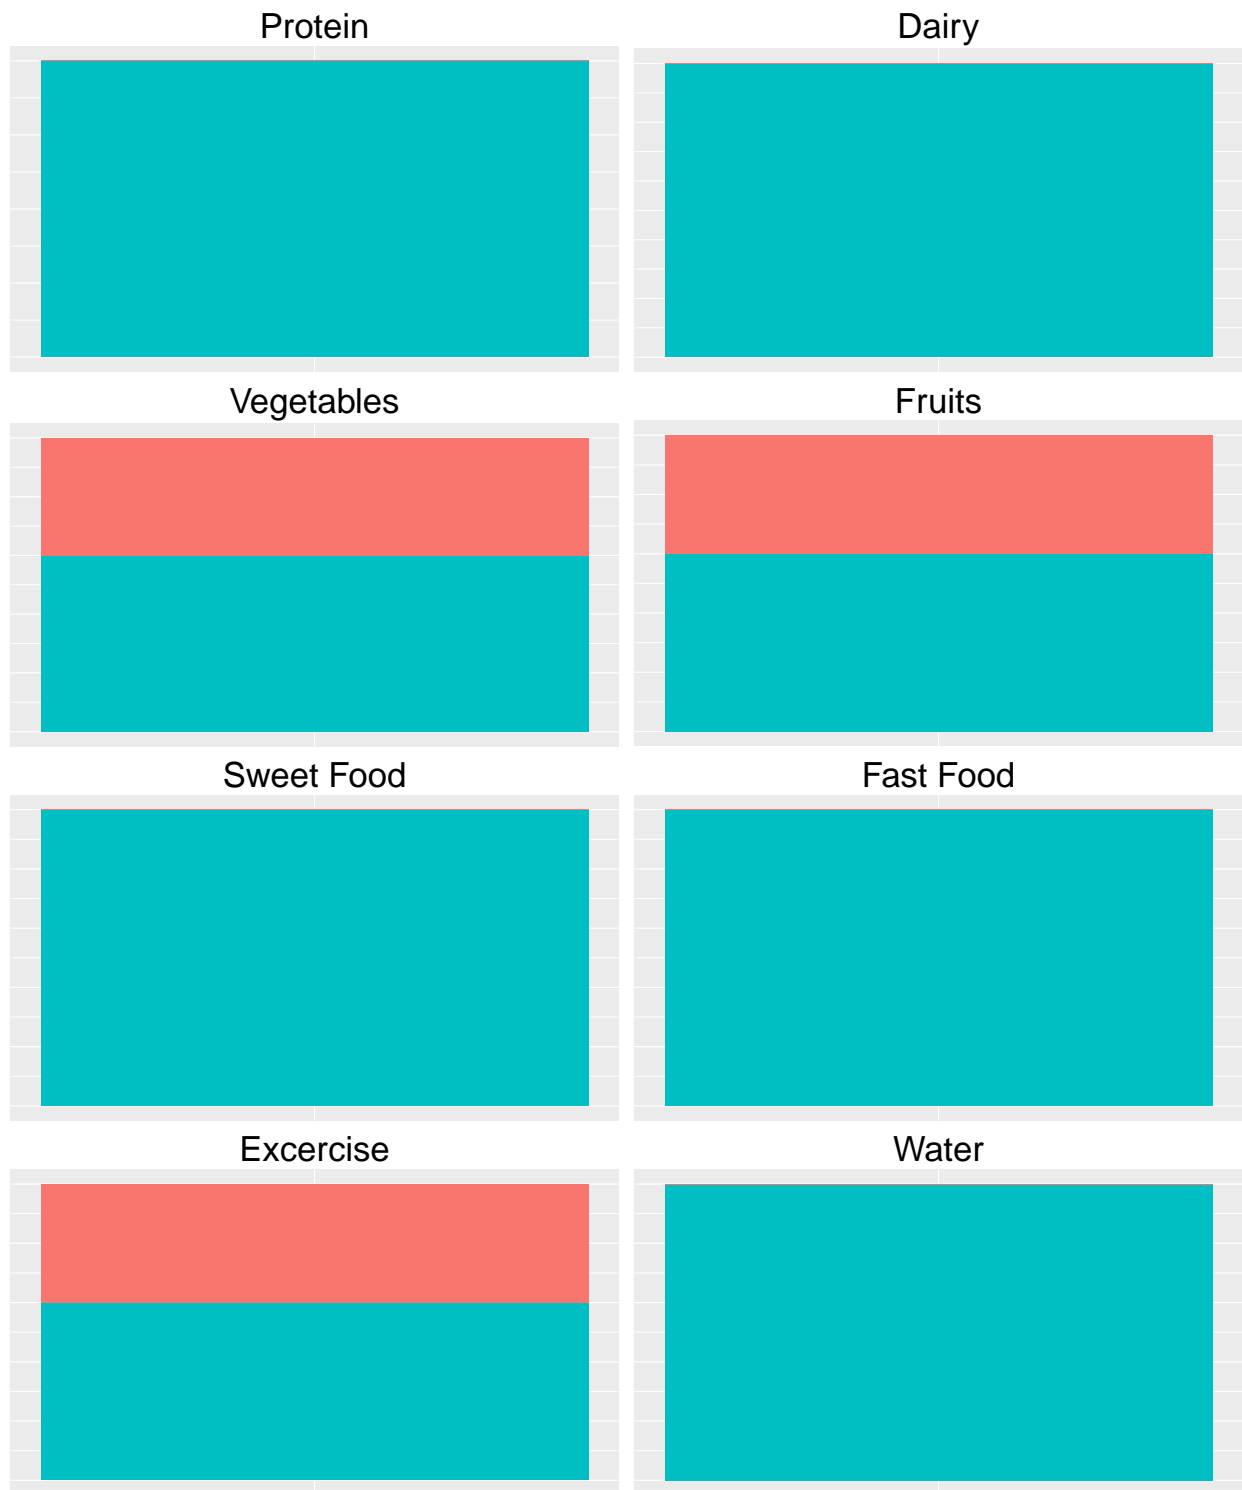 Protein
Dairy
Vegetables
Fruits
Sweet Food
Fast Food
Excercise
Water